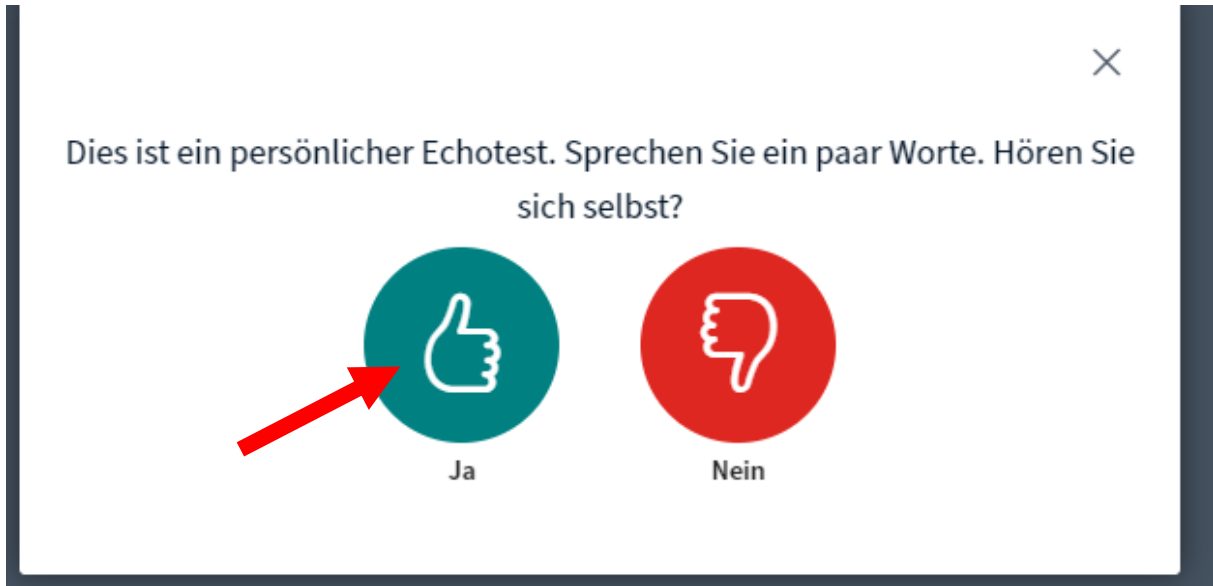 Dies ist ein persönlicher Echotest. Sprechen Sie ein paar Worte. Hören Sie
sich selbst?
Ja
Nein